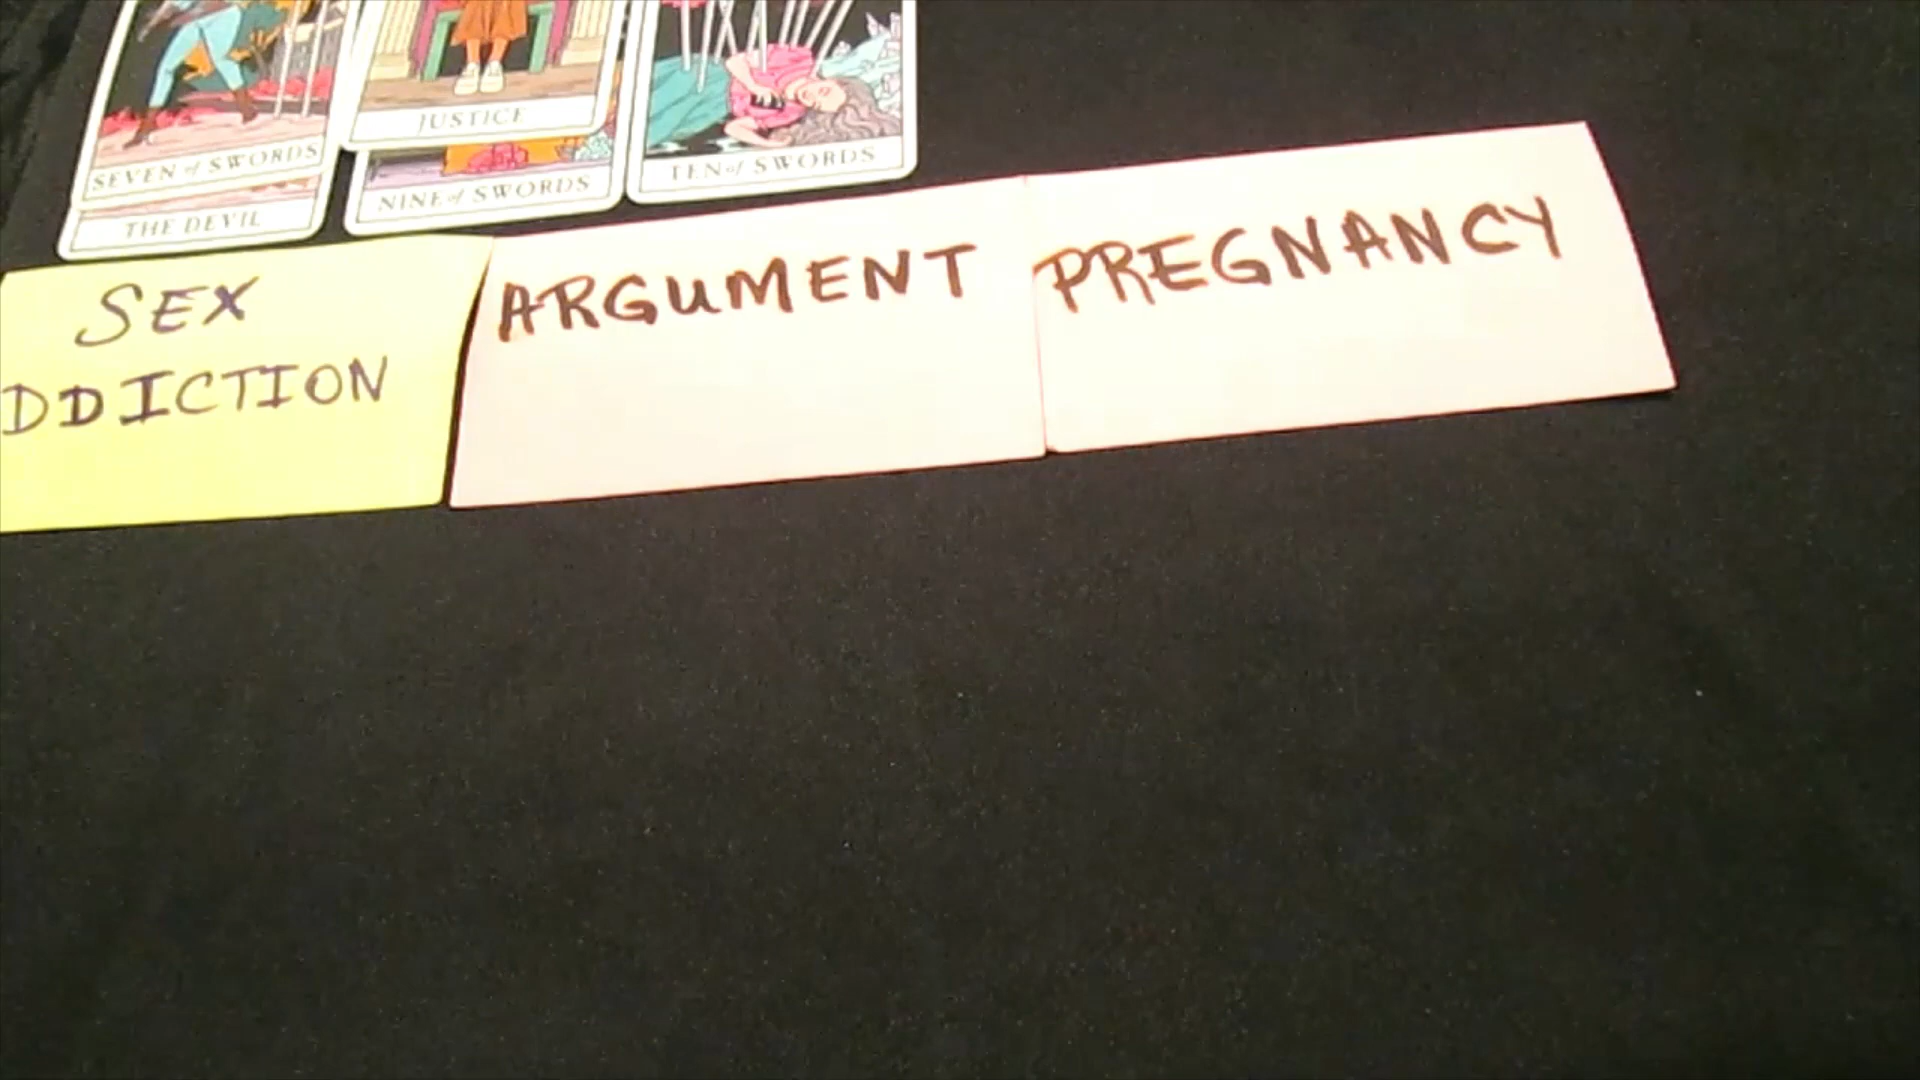 SEVEN of SWORDS
THE DEVIL
JUSTICE
NINE of SWORDS
TEN of SWORDS
SEX
DDICTION
ARGUMENT
PREGNANCY